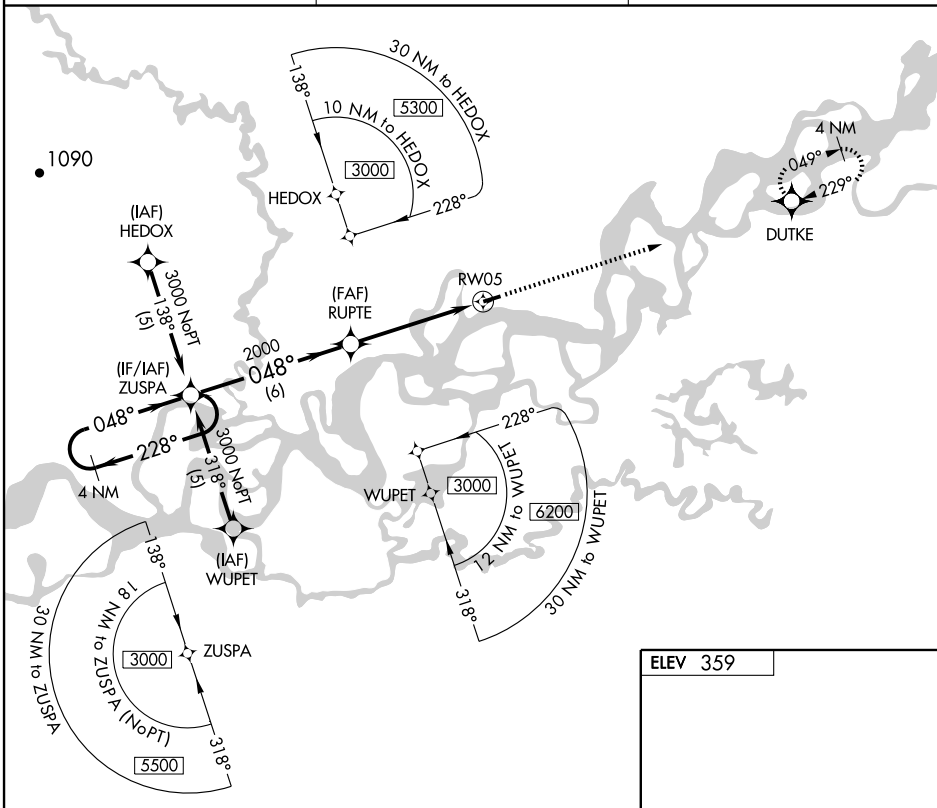 30 NM to HEDOX
138°
5300
10 NM to HEDOX
3000
HEDOX
228°
4 NM
049°
229°
DUTKE
1090
(IAF)
HEDOX
3000 NoPT
138°
(5)
RW05
(FAF)
RUPTE
2000
048°
(6)
(IF/IAF)
ZUSPA
048°
228°
4 NM
3000 NoPT
318°
(5)
(IAF)
WUPET
228°
WUPET
3000
12 NM to WUPET
6200
30 NM to WUPET
318°
138°
30 NM to ZUSPA
18 NM to ZUSPA (NoPT)
3000
ZUSPA
318°
5500
ELEV 359